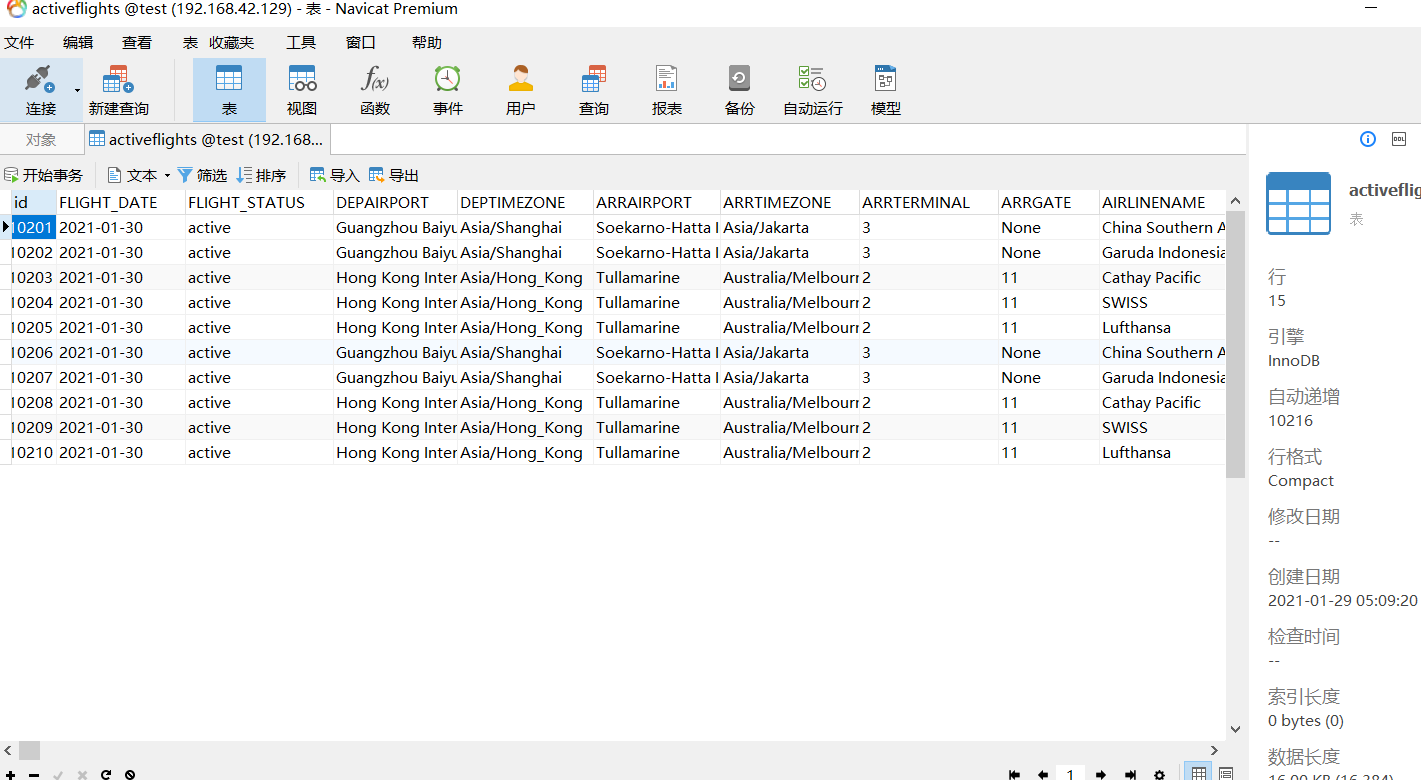 activeflights @test (192.168.42.129) - 表 - Navicat Premium
文件 编辑 查看 表 收藏夹 工具 窗口 帮助
连接 新建查询 表 视图 函数 事件 用户 查询 报表 备份 自动运行 模型
对象 activeflights @test (192.168...
开始事务 文本 筛选 排序 导入 导出
id FLIGHT_DATE FLIGHT_STATUS DEPAIRPORT DEPTIMEZONE ARRAIRPORT ARRTIMEZONE ARRTERMINAL ARRGATE AIRLINENAME
10201 2021-01-30 active Guangzhou Baiyu Asia/Shanghai Soekarno-Hatta I Asia/Jakarta 3 None China Southern A
10202 2021-01-30 active Guangzhou Baiyu Asia/Shanghai Soekarno-Hatta I Asia/Jakarta 3 None Garuda Indonesia
10203 2021-01-30 active Hong Kong Inter Asia/Hong_Kong Tullamarine Australia/Melbourr 2 11 Cathay Pacific
10204 2021-01-30 active Hong Kong Inter Asia/Hong_Kong Tullamarine Australia/Melbourr 2 11 SWISS
10205 2021-01-30 active Hong Kong Inter Asia/Hong_Kong Tullamarine Australia/Melbourr 2 11 Lufthansa
10206 2021-01-30 active Guangzhou Baiyu Asia/Shanghai Soekarno-Hatta I Asia/Jakarta 3 None China Southern A
10207 2021-01-30 active Guangzhou Baiyu Asia/Shanghai Soekarno-Hatta I Asia/Jakarta 3 None Garuda Indonesia
10208 2021-01-30 active Hong Kong Inter Asia/Hong_Kong Tullamarine Australia/Melbourr 2 11 Cathay Pacific
10209 2021-01-30 active Hong Kong Inter Asia/Hong_Kong Tullamarine Australia/Melbourr 2 11 SWISS
10210 2021-01-30 active Hong Kong Inter Asia/Hong_Kong Tullamarine Australia/Melbourr 2 11 Lufthansa
1
DDL
activeflig
表
行
15
引擎
InnoDB
自动递增
10216
行格式
Compact
修改日期
--
创建日期
2021-01-29 05:09:20
检查时间
--
索引长度
0 bytes (0)
数据长度
16.00 KB (16,384)